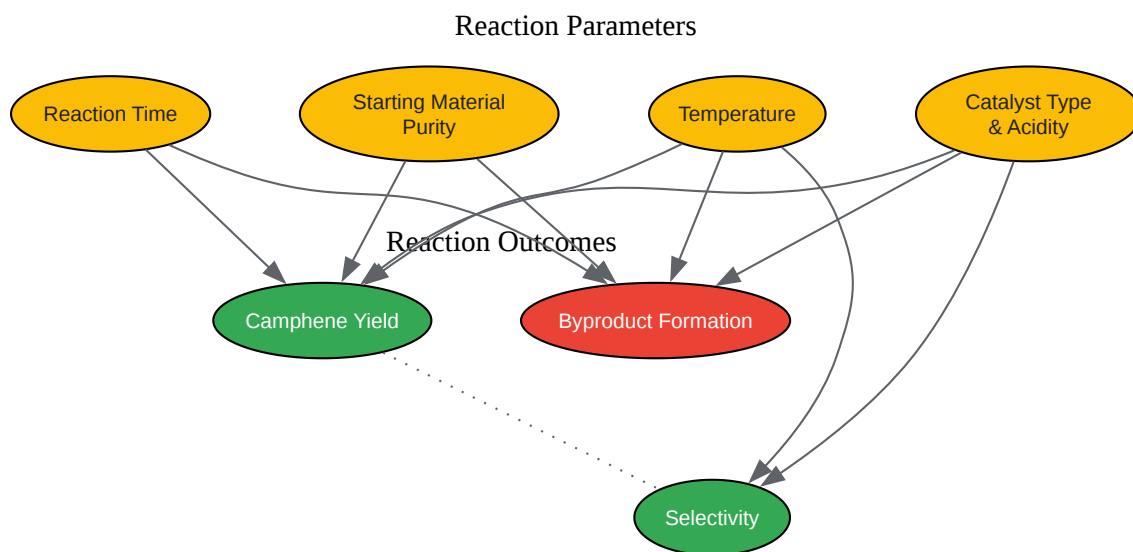 Reaction Parameters
Reaction Time
Starting Material
Purity
Temperature
Catalyst Type
& Acidity
Reaction Outcomes
Camphene Yield
Byproduct Formation
Selectivity